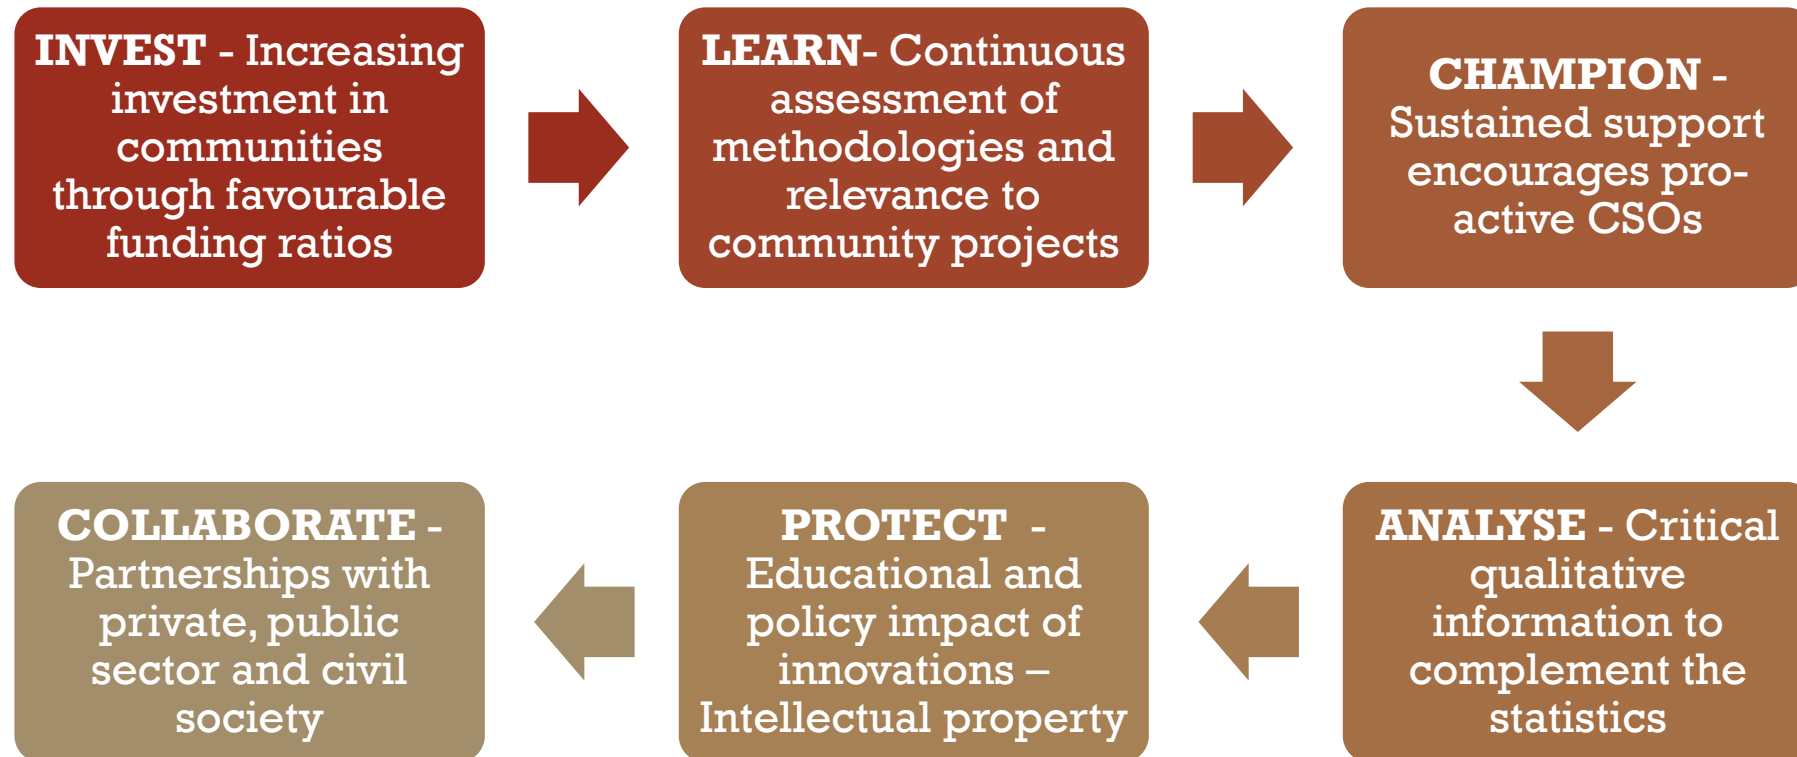 INVEST - Increasing
investment in
communities
through favourable
funding ratios
LEARN- Continuous
assessment of
methodologies and
relevance to
community projects
CHAMPION -
Sustained support
encourages pro-
active CSOs
ANALYSE - Critical
qualitative
information to
complement the
statistics
PROTECT  -
Educational and
policy impact of
innovations –
Intellectual property
COLLABORATE -
Partnerships with
private, public
sector and civil
society